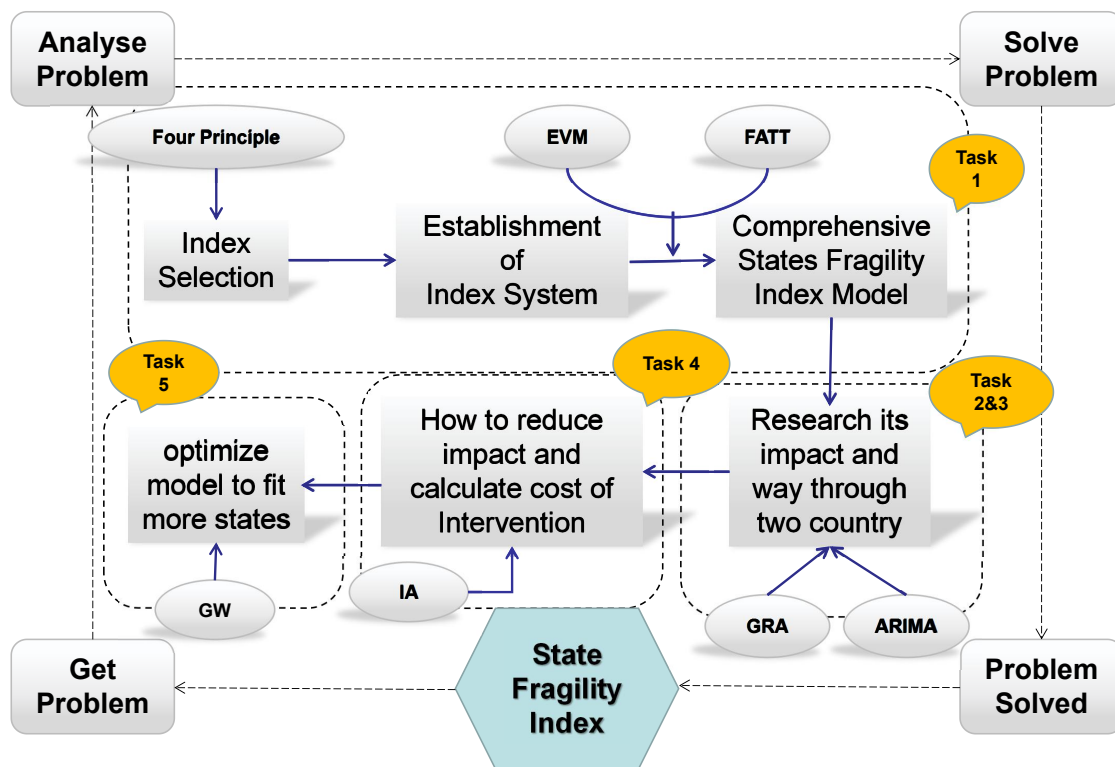 Analyse
Problem
Solve
Problem
Four Principle
EVM
FATT
Task
1
Index
Selection
Establishment
of
Index System
Comprehensive
States Fragility
Index Model
Task
5
Task 4
Task
2&3
optimize
model to fit
more states
How to reduce
impact and
calculate cost of
Intervention
Research its
impact and
way through
two country
GW
IA
GRA
ARIMA
Get
Problem
State
Fragility
Index
Problem
Solved